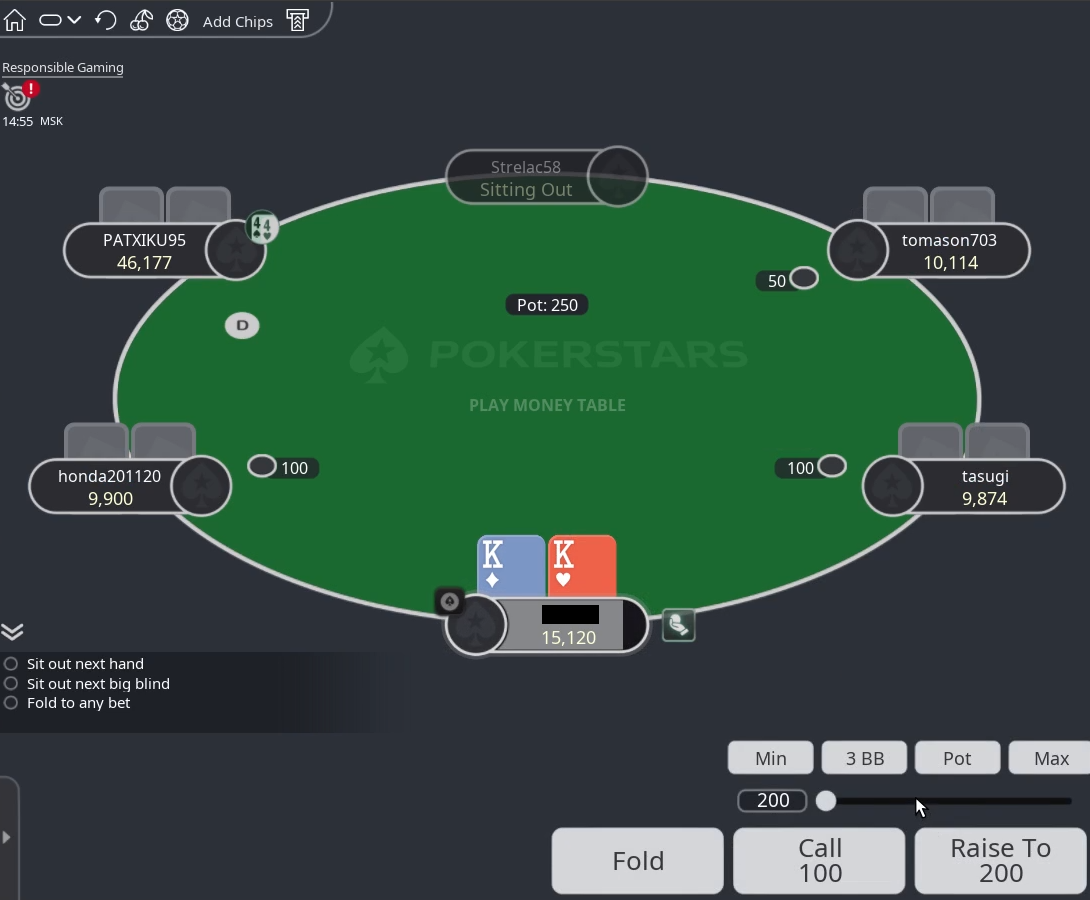 Add Chips
Responsible Gaming
!
14:55 MSK
Strelac58
Sitting Out
PATXIKU95
46,177
4 4
tomason703
10,114
50
Pot: 250
D
POKERSTARS
PLAY MONEY TABLE
honda201120
9,900
100
100
tasugi
9,874
K K
15,120
Sit out next hand
Sit out next big blind
Fold to any bet
Min 3 BB Pot Max
200
Fold
Call
100
Raise To
200